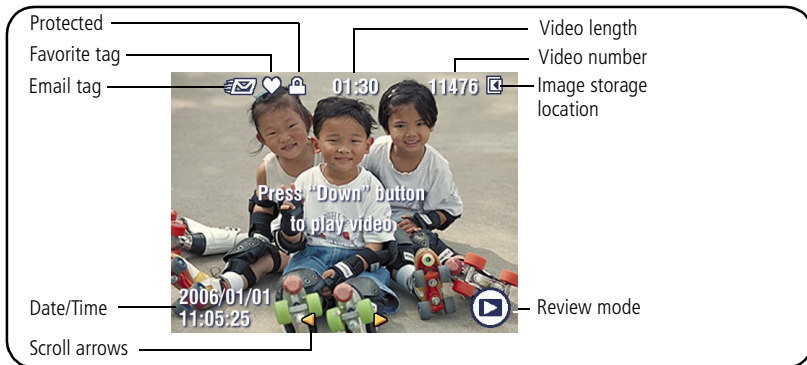 Protected
Favorite tag
Email tag
Video length
Video number
Image storage
location
01:30
11476
Press "Down" button
to play video
2006/01/01
11:05:25
Date/Time
Scroll arrows
Review mode